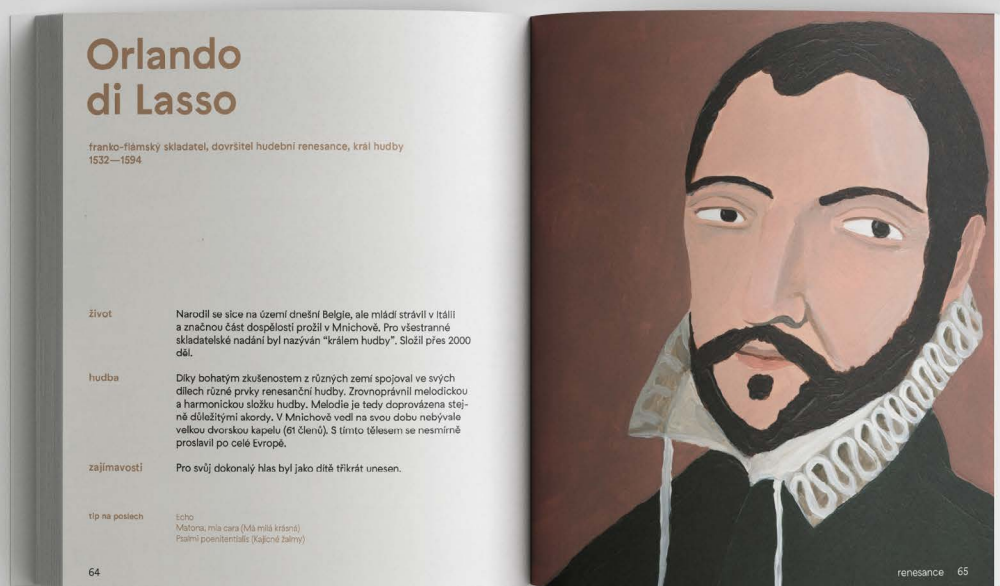 Orlando
di Lasso
franko-flámský skladatel, dovršitel hudební renesance, král hudby
1532—1594
život
Narodil se sice na území dnešní Belgie, ale mládí strávil v Itálii
a značnou část dospělosti prožil v Mnichově. Pro všestranné
skladatelské nadání byl nazýván “králem hudby”. Složil přes 2000
děl.
hudba
Díky bohatým zkušenostem z různých zemí spojoval ve svých
dílech různé prvky renesanční hudby. Zrovnoprávnil melodickou
a harmonickou složku hudby. Melodie je tedy doprovázena stej-
ně důležitými akordy. V Mnichově vedl na svou dobu nebývale
velkou dvorskou kapelu (61 členů). S tímto tělesem se nesmírně
proslavil po celé Evropě.
zajímavosti
Pro svůj dokonalý hlas byl jako dítě třikrát unesen.
tip na poslech
Echo
Matona, mia cara (Má milá krásná)
Psalmi poenitentialis (Kajícné žalmy)
64
renesance 65